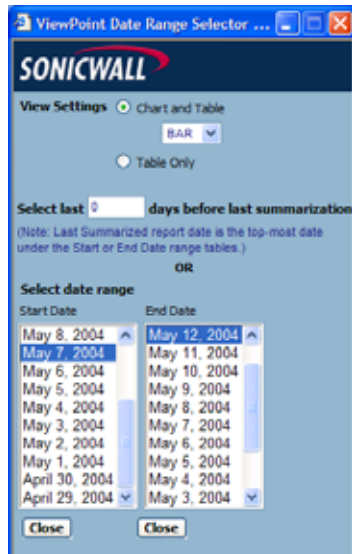 ViewPoint Date Range Selector ...
SONICWALL
View Settings Chart and Table
BAR
Table Only
Select last 0 days before last summarization
(Note: Last Summarized report date is the top-most date
under the Start or End Date range tables.)
OR
Select date range
Start Date End Date
May 8, 2004 May 12, 2004
May 7, 2004 May 11, 2004
May 6, 2004 May 10, 2004
May 5, 2004 May 9, 2004
May 4, 2004 May 8, 2004
May 3, 2004 May 7, 2004
May 2, 2004 May 6, 2004
May 1, 2004 May 5, 2004
April 30, 2004 May 4, 2004
April 29, 2004 May 3, 2004
Close Close